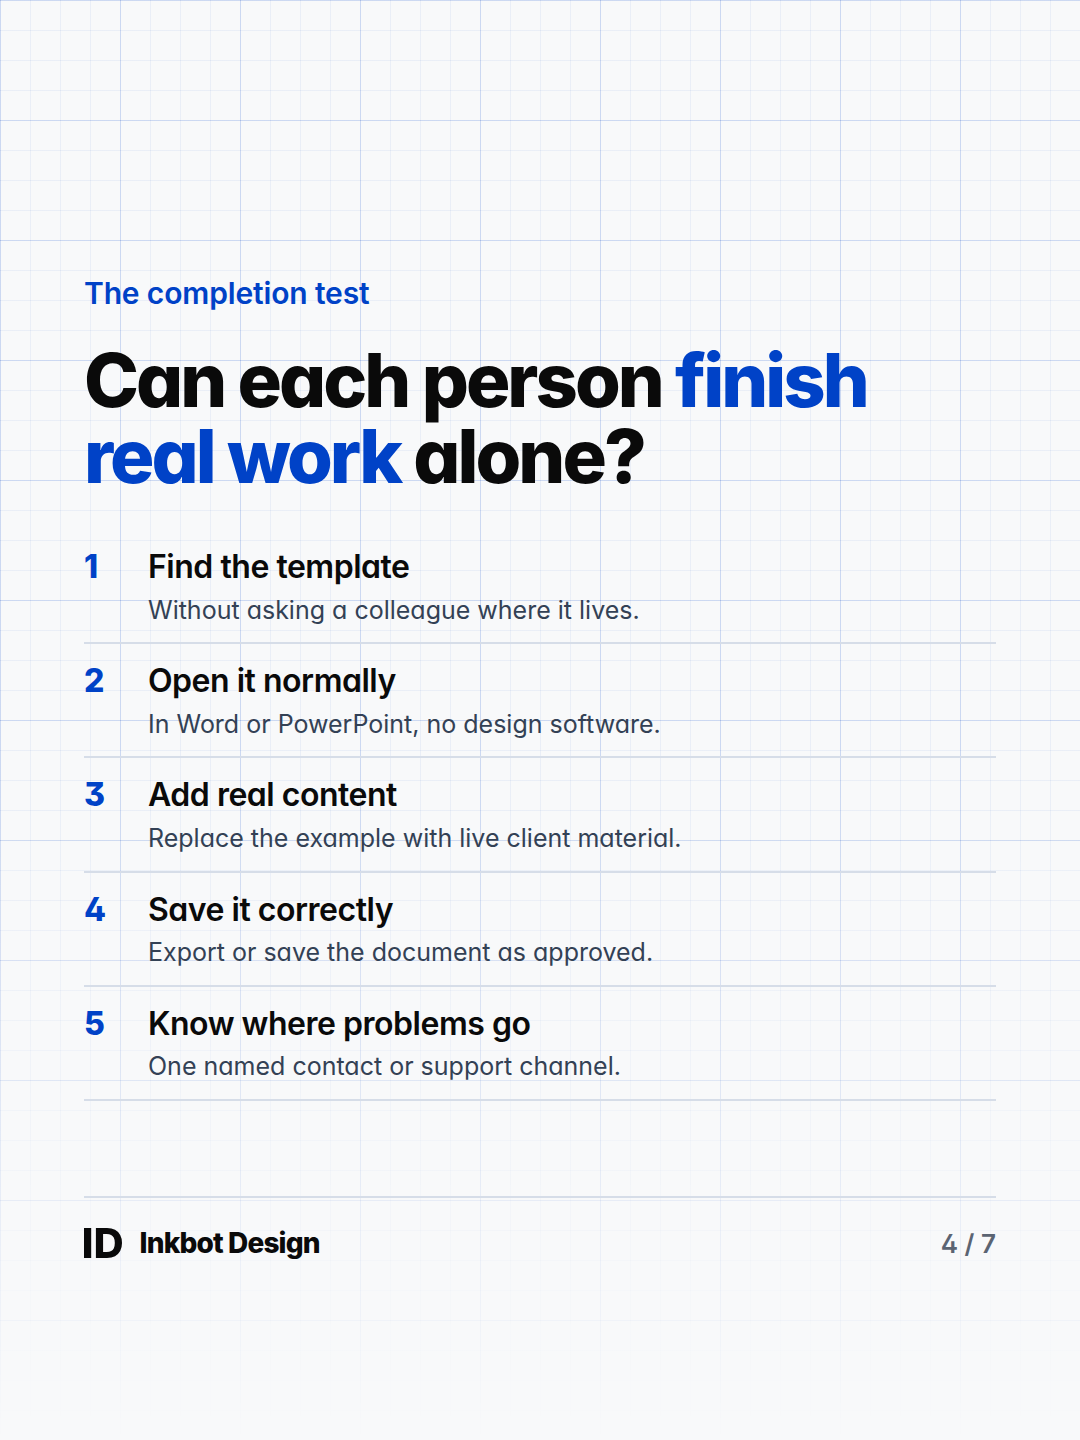 The completion test
Can each person finish
real work alone?
1 Find the template
Without asking a colleague where it lives.
2 Open it normally
In Word or PowerPoint, no design software.
3 Add real content
Replace the example with live client material.
4 Save it correctly
Export or save the document as approved.
5 Know where problems go
One named contact or support channel.
ID Inkbot Design 4 / 7